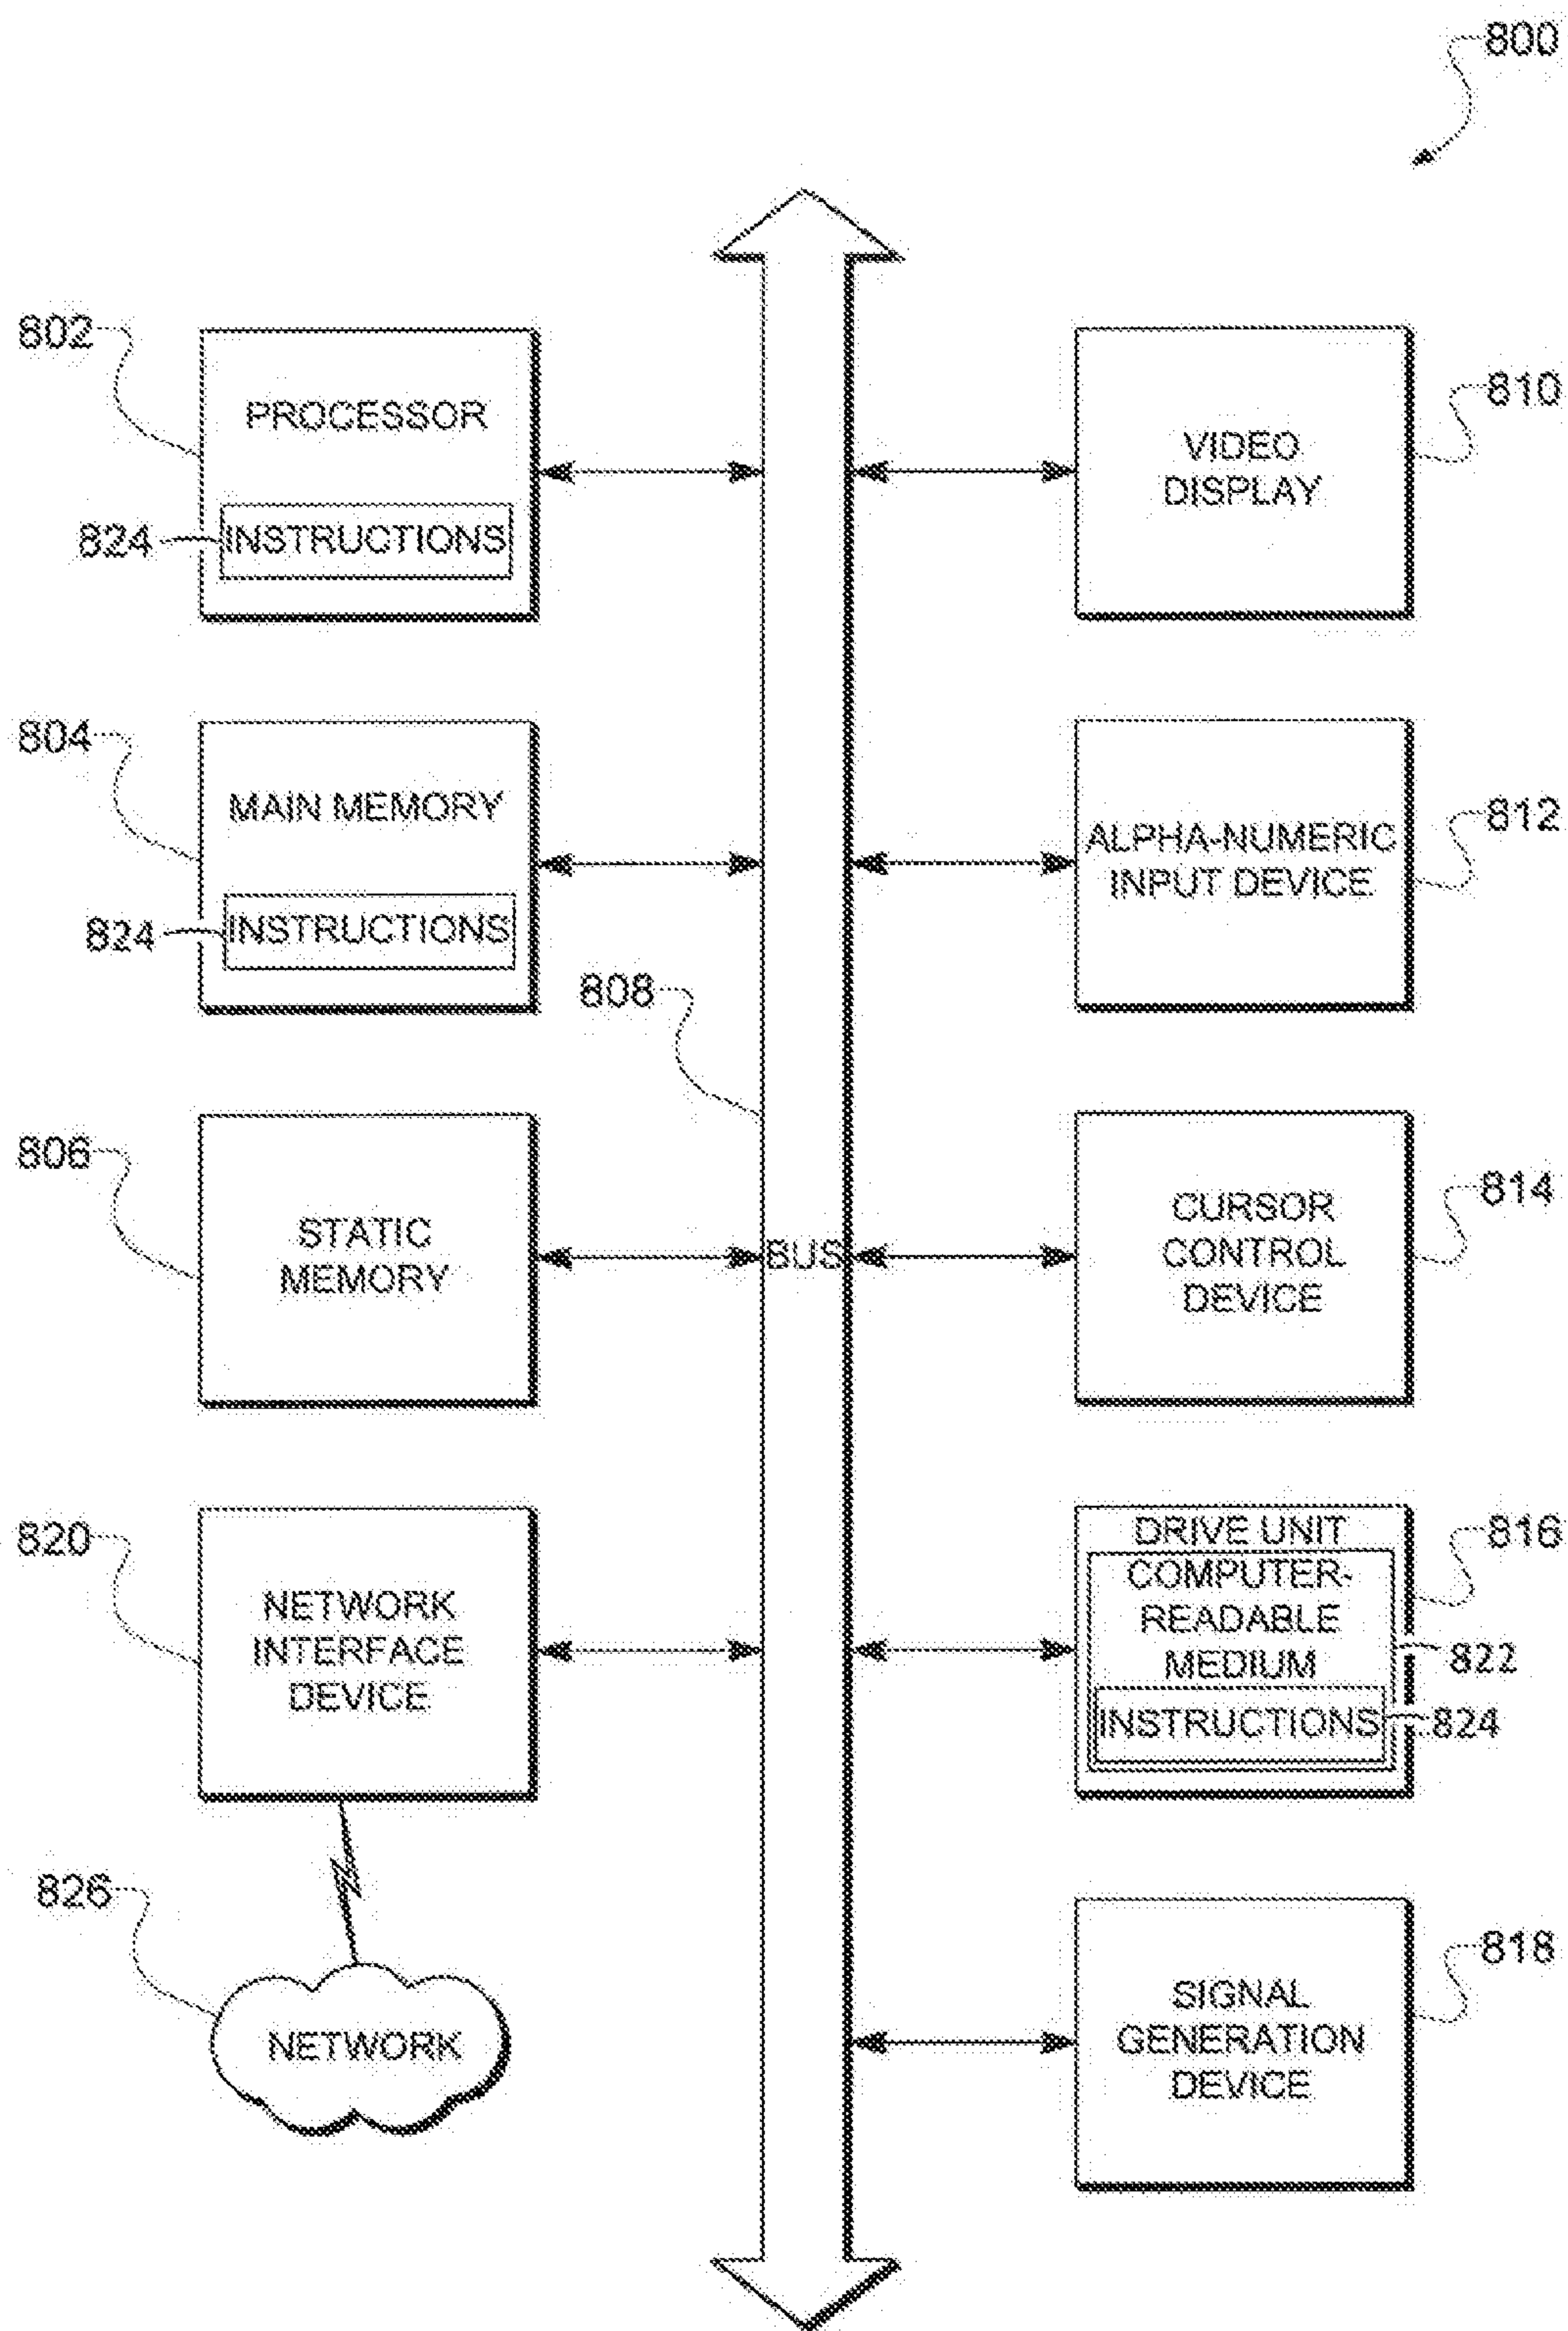 800
802
PROCESSOR
824
INSTRUCTIONS
810
VIDEO
DISPLAY
804
MAIN MEMORY
824
INSTRUCTIONS
812
ALPHA-NUMERIC
INPUT DEVICE
808
BUS
806
STATIC
MEMORY
814
CURSOR
CONTROL
DEVICE
820
NETWORK
INTERFACE
DEVICE
816
DRIVE UNIT
COMPUTER-
READABLE
MEDIUM
822
INSTRUCTIONS
824
826
NETWORK
818
SIGNAL
GENERATION
DEVICE